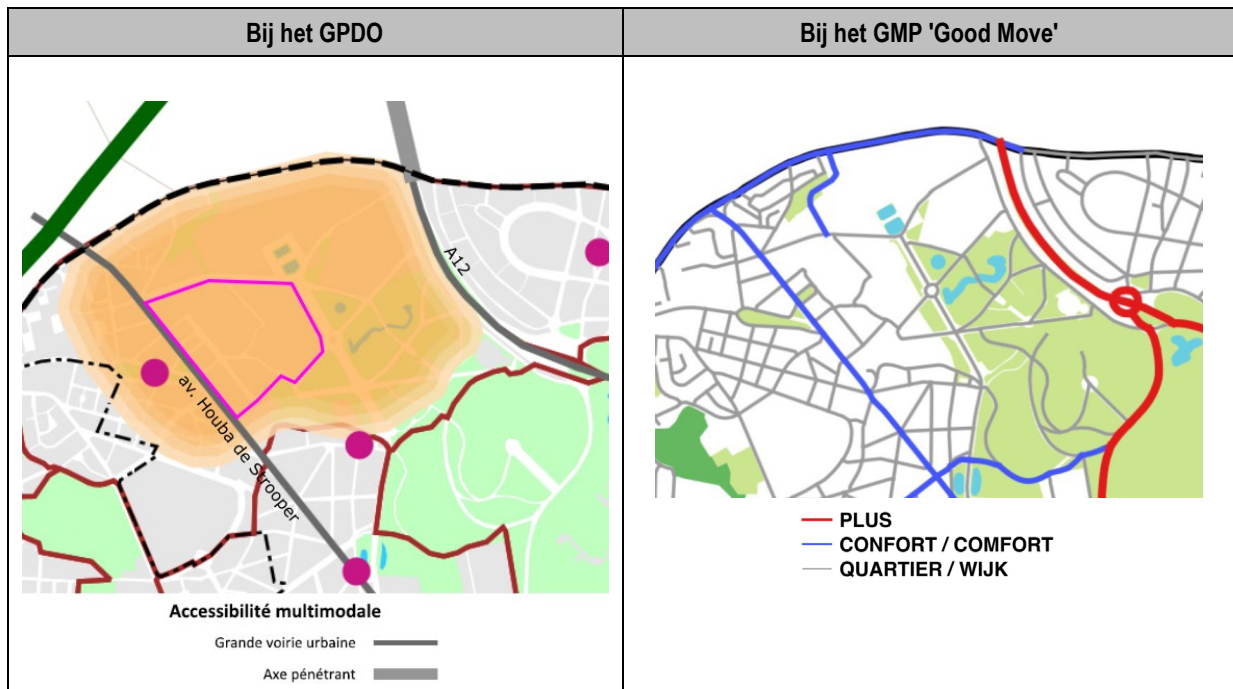 Bij het GPDO
Bij het GMP 'Good Move'
A12
av. Houba de Strooper
Accessibilité multimodale
Grande voirie urbaine
Axe pénétrant
PLUS
CONFORT / COMFORT
QUARTIER / WIJK